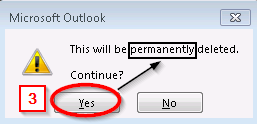 Microsoft Outlook
This will be permanently deleted.
Continue?
3
Yes No